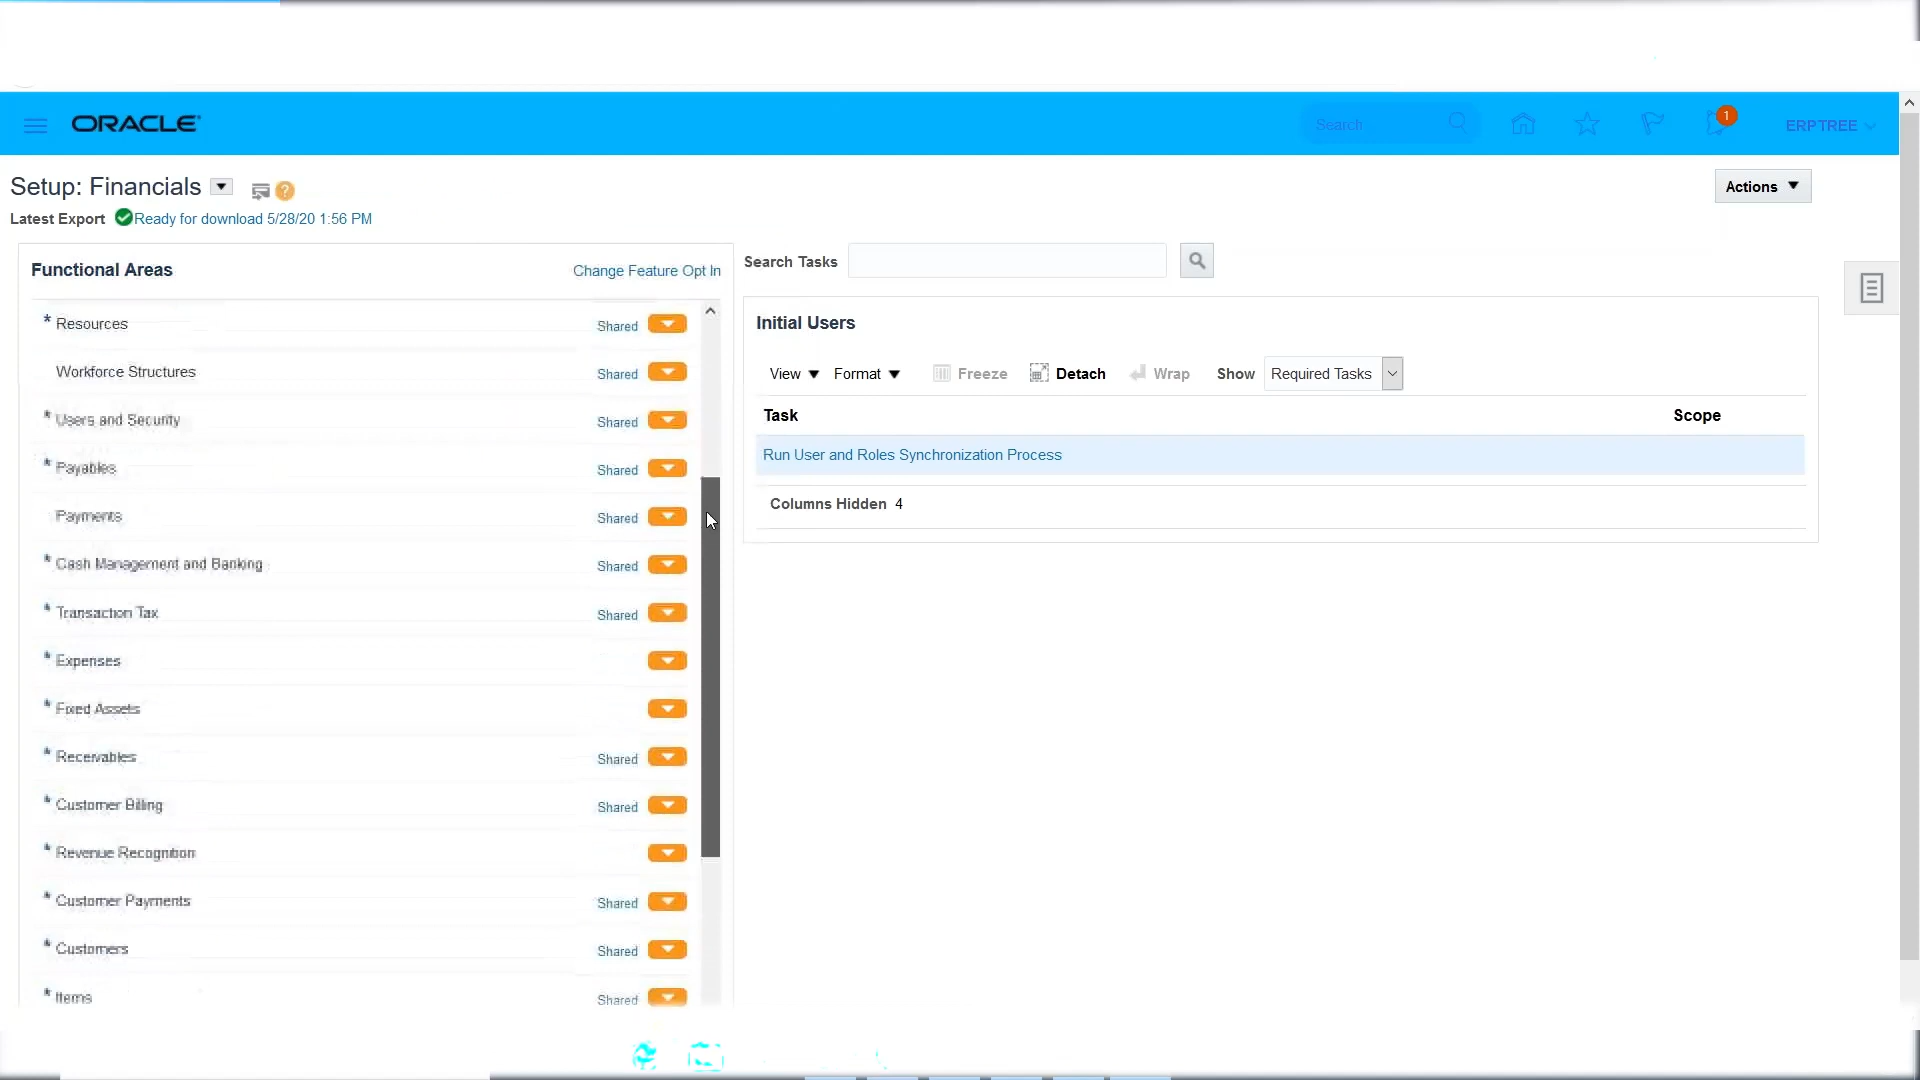 ORACLE
Search
1
ERPTREE
Setup: Financials
Actions
Latest Export Ready for download 5/28/20 1:56 PM
Functional Areas
Change Feature Opt In
* Resources Shared
Workforce Structures Shared
* Users and Security Shared
* Payables Shared
Payments Shared
* Cash Management and Banking Shared
* Transaction Tax Shared
* Expenses
* Fixed Assets
* Receivables Shared
* Customer Billing Shared
* Revenue Recognition
* Customer Payments Shared
* Customers Shared
* Items Shared
Search Tasks
Initial Users
View Format Freeze Detach Wrap Show Required Tasks
Task Scope
Run User and Roles Synchronization Process
Columns Hidden 4